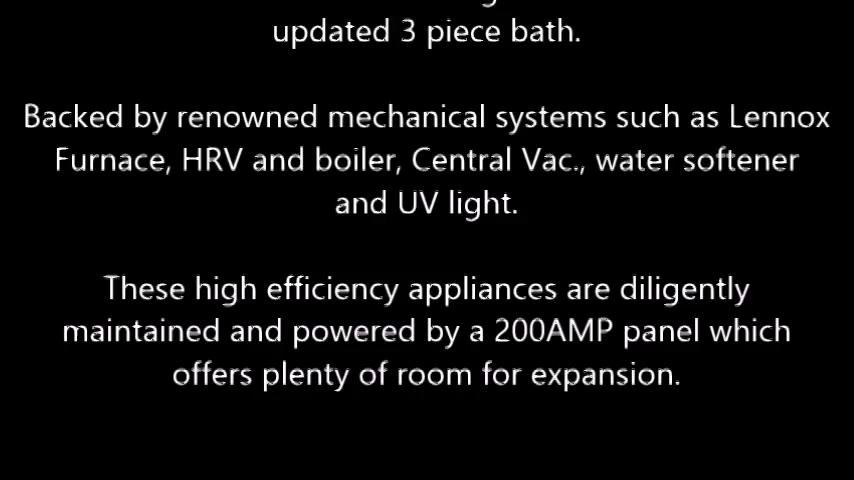 updated 3 piece bath.
Backed by renowned mechanical systems such as Lennox
Furnace, HRV and boiler, Central Vac., water softener
and UV light.
These high efficiency appliances are diligently
maintained and powered by a 200AMP panel which
offers plenty of room for expansion.